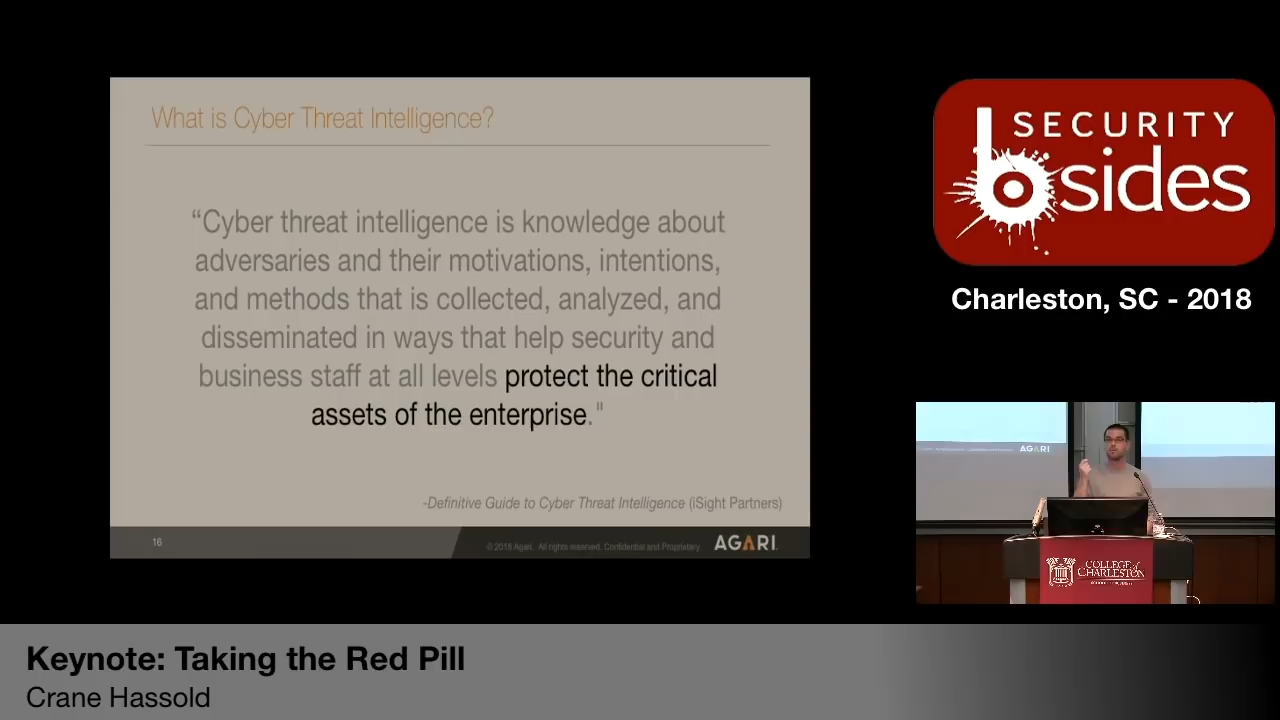 What is Cyber Threat Intelligence?
“Cyber threat intelligence is knowledge about
adversaries and their motivations, intentions,
and methods that is collected, analyzed, and
disseminated in ways that help security and
business staff at all levels protect the critical
assets of the enterprise."
-Definitive Guide to Cyber Threat Intelligence (iSight Partners)
16
© 2018 Agari. All rights reserved. Confidential and Proprietary.
AGARI
SECURITY
bsides
Charleston, SC - 2018
AGARI
COLLEGE of
CHARLESTON
Keynote: Taking the Red Pill
Crane Hassold